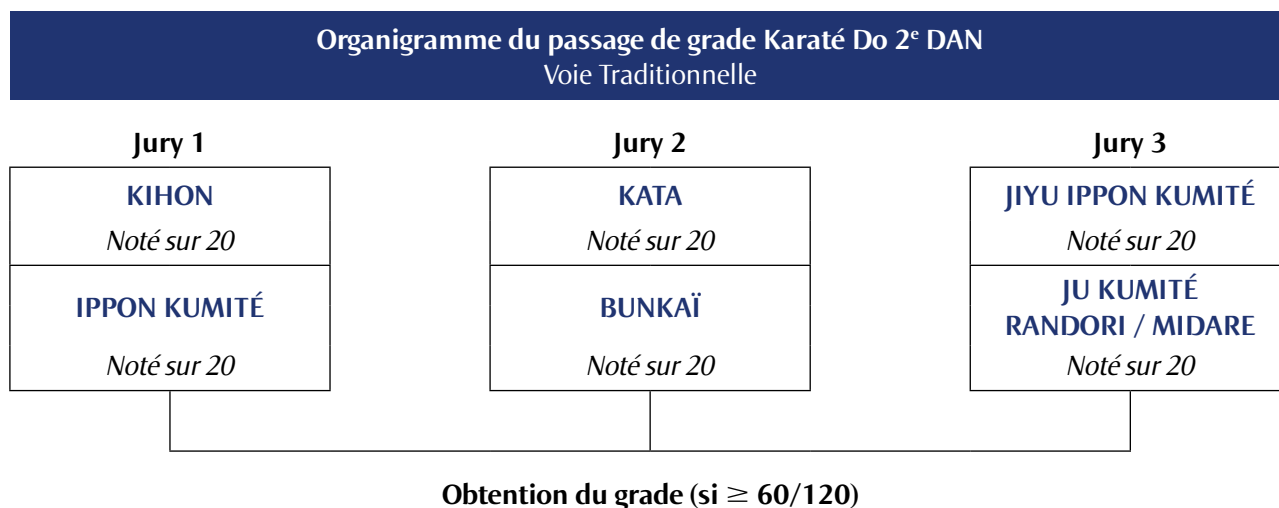 Organigramme du passage de grade Karaté Do 2e DAN
Voie Traditionnelle
Jury 1
KIHON
Noté sur 20
IPPON KUMITÉ
Noté sur 20
Jury 2
KATA
Noté sur 20
BUNKAÏ
Noté sur 20
Jury 3
JIYU IPPON KUMITÉ
Noté sur 20
JU KUMITÉ
RANDORI / MIDARE
Noté sur 20
Obtention du grade (si ≥ 60/120)